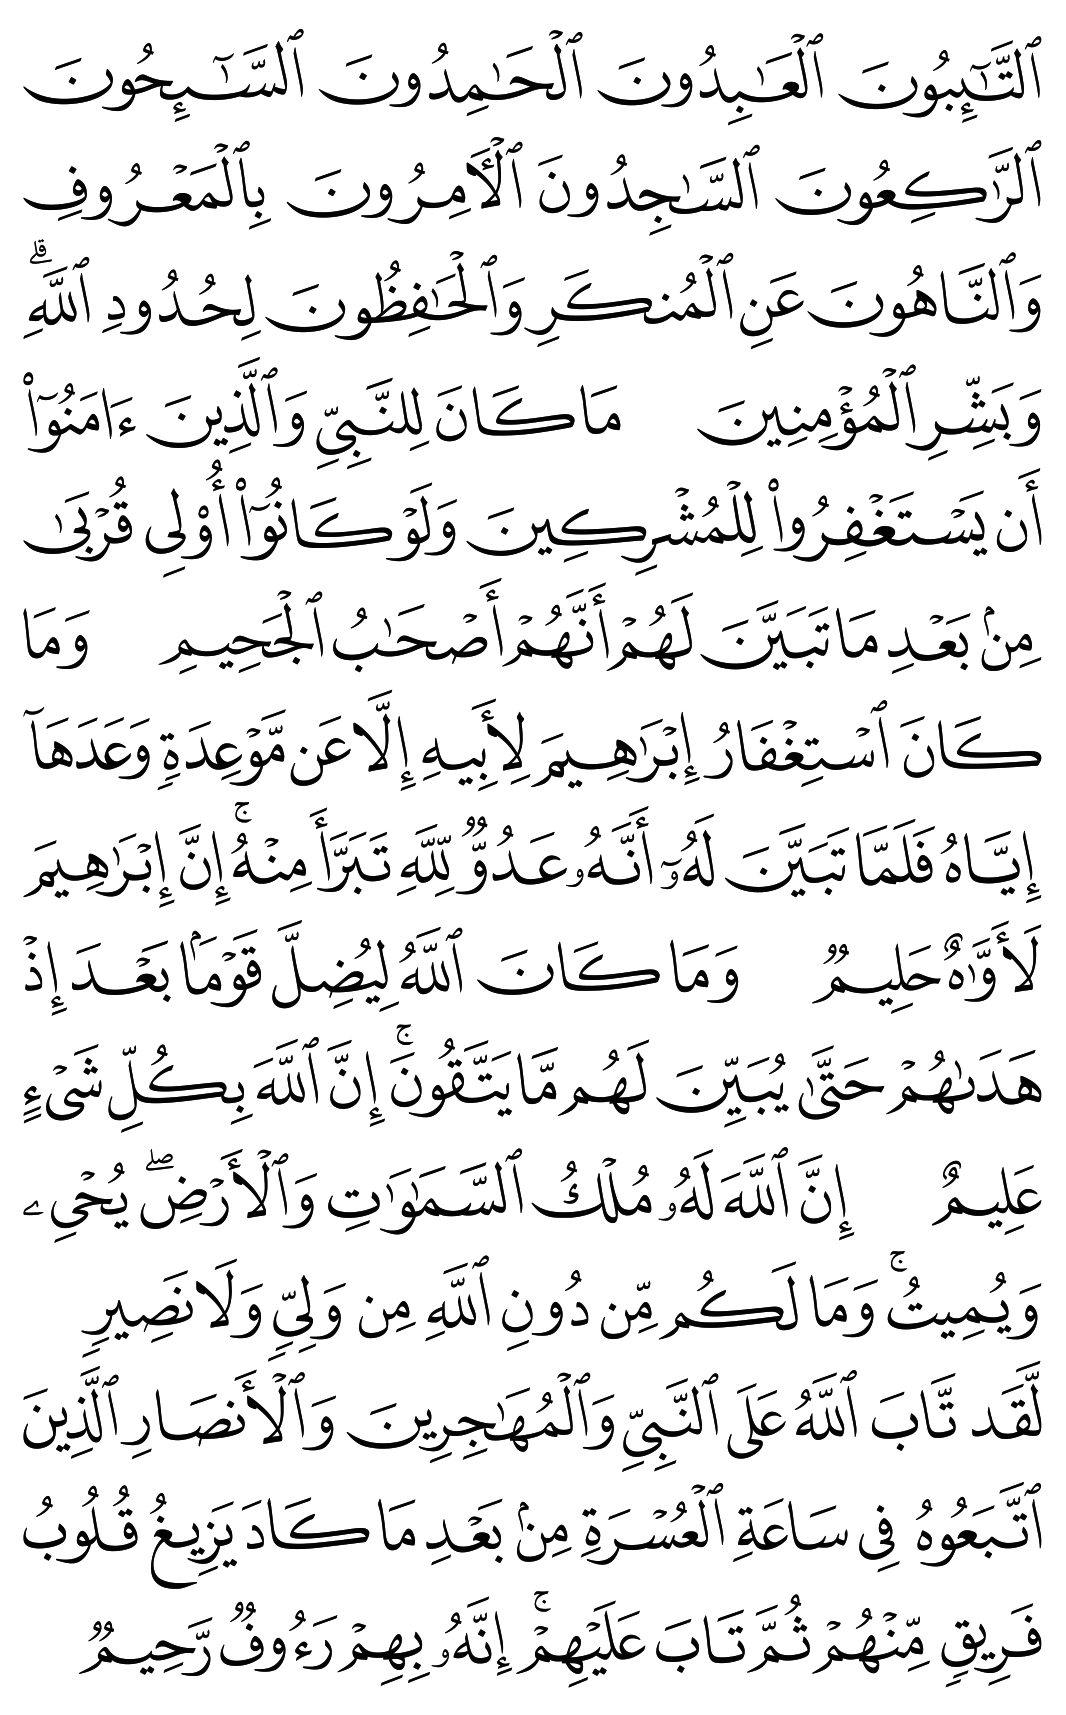 ٱلتَّـٰٓئِبُونَ ٱلْعَـٰبِدُونَ ٱلْحَـٰمِدُونَ ٱلسَّـٰٓئِحُونَ
ٱلرَّٰكِعُونَ ٱلسَّـٰجِدُونَ ٱلْأَمِرُونَ بِٱلْمَعْرُوفِ
وَٱلنَّاهُونَ عَنِ ٱلْمُنكَرِ وَٱلْحَـٰفِظُونَ لِحُدُودِ ٱللَّهِ ۗ
وَبَشِّرِ ٱلْمُؤْمِنِينَ مَا كَانَ لِلنَّبِىِّ وَٱلَّذِينَ ءَامَنُوٓا۟
أَن يَسْتَغْفِرُوا۟ لِلْمُشْرِكِينَ وَلَوْ كَانُوٓا۟ أُو۟لِى قُرْبَىٰ
مِنۢ بَعْدِ مَا تَبَيَّنَ لَهُمْ أَنَّهُمْ أَصْحَـٰبُ ٱلْجَحِيمِ وَمَا
كَانَ ٱسْتِغْفَارُ إِبْرَٰهِيمَ لِأَبِيهِ إِلَّا عَن مَّوْعِدَةٍ وَعَدَهَآ
إِيَّاهُ فَلَمَّا تَبَيَّنَ لَهُۥٓ أَنَّهُۥ عَدُوٌّ لِّلَّهِ تَبَرَّأَ مِنْهُ ۚ إِنَّ إِبْرَٰهِيمَ
لَأَوَّٰهٌ حَلِيمٌ وَمَا كَانَ ٱللَّهُ لِيُضِلَّ قَوْمَۢا بَعْدَ إِذْ
هَدَىٰهُمْ حَتَّىٰ يُبَيِّنَ لَهُم مَّا يَتَّقُونَ ۚ إِنَّ ٱللَّهَ بِكُلِّ شَىْءٍ
عَلِيمٌ إِنَّ ٱللَّهَ لَهُۥ مُلْكُ ٱلسَّمَـٰوَٰتِ وَٱلْأَرْضِ ۖ يُحْىِۦ
وَيُمِيتُ ۚ وَمَا لَكُم مِّن دُونِ ٱللَّهِ مِن وَلِىٍّ وَلَا نَصِيرٍ
لَّقَد تَّابَ ٱللَّهُ عَلَى ٱلنَّبِىِّ وَٱلْمُهَـٰجِرِينَ وَٱلْأَنصَارِ ٱلَّذِينَ
ٱتَّبَعُوهُ فِى سَاعَةِ ٱلْعُسْرَةِ مِنۢ بَعْدِ مَا كَادَ يَزِيغُ قُلُوبُ
فَرِيقٍ مِّنْهُمْ ثُمَّ تَابَ عَلَيْهِمْ ۚ إِنَّهُۥ بِهِمْ رَءُوفٌ رَّحِيمٌ